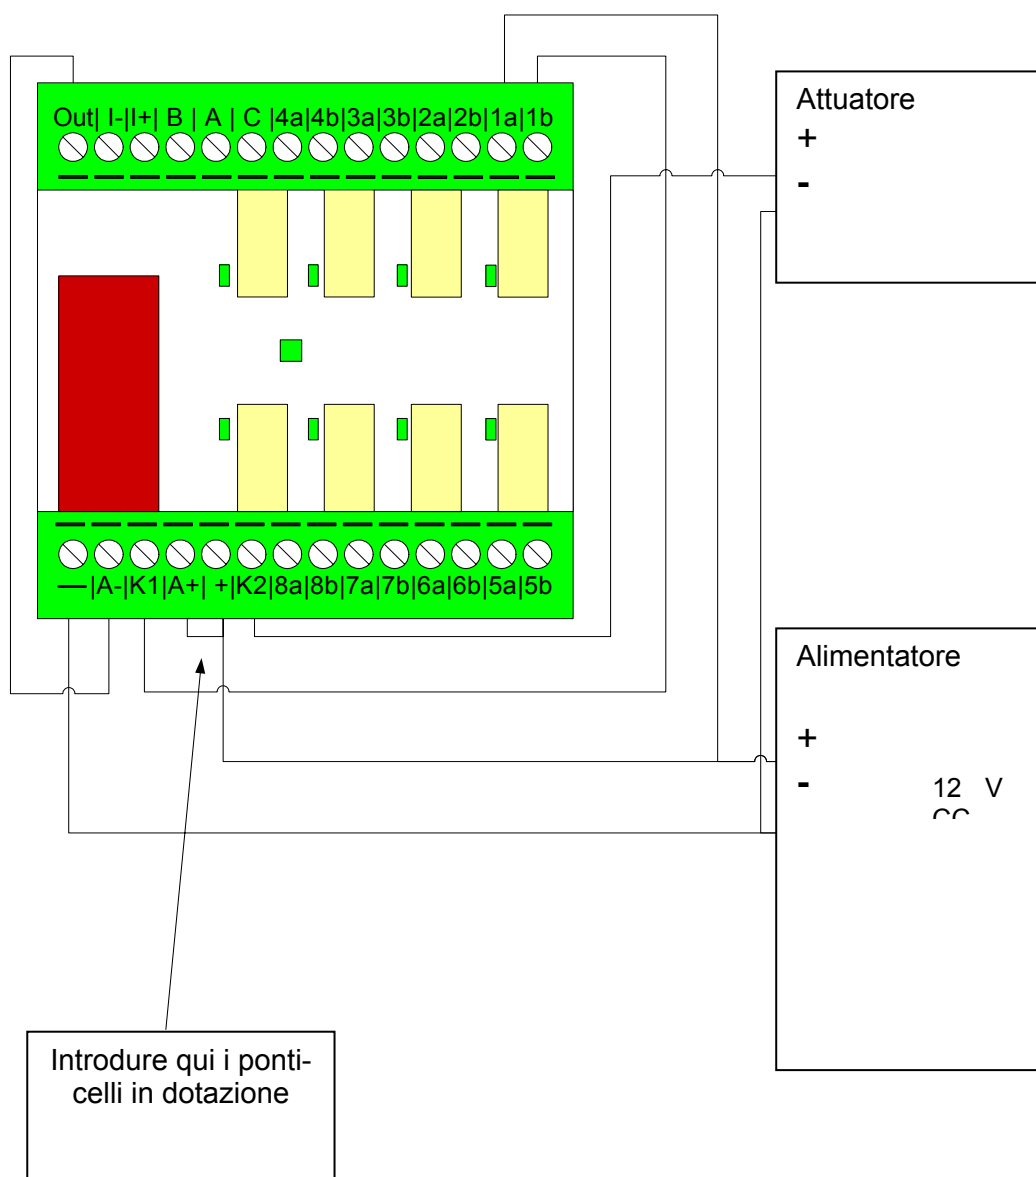 Out| I-|I+| B | A | C |4a|4b|3a|3b|2a|2b|1a|1b
Attuatore
+
-
—|A-|K1|A+| +|K2|8a|8b|7a|7b|6a|6b|5a|5b
Alimentatore
+
-
12 V
CC
Introdure qui i ponti-
celli in dotazione